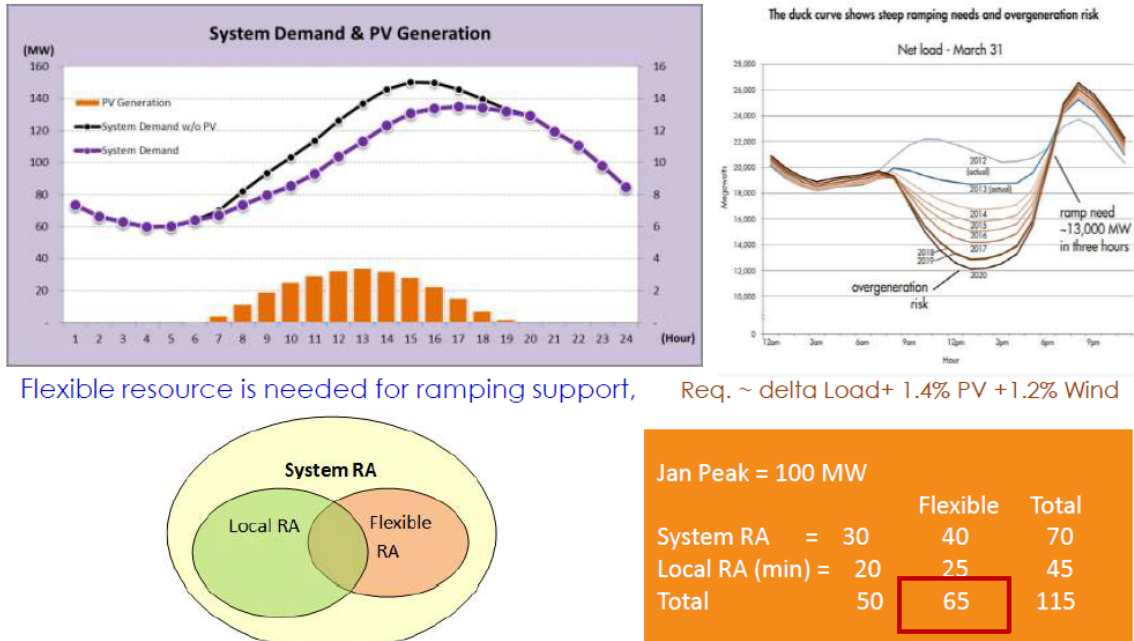 System Demand & PV Generation
(MW)
160
140
120
100
80
60
40
20
-
16
14
12
10
8
6
4
2
-
PV Generation
System Demand w/o PV
System Demand
1 2 3 4 5 6 7 8 9 10 11 12 13 14 15 16 17 18 19 20 21 22 23 24 (Hour)
The duck curve shows steep ramping needs and overgeneration risk
Net load - March 31
Megawatts
28,000
26,000
24,000
22,000
20,000
18,000
16,000
14,000
12,000
10,000
0
2012
(actual)
2013 (actual)
2014
2015
2016
2017
2018
2019
2020
ramp need
~13,000 MW
in three hours
overgeneration
risk
12am 3am 6am 9am 12pm 3pm 6pm 9pm
Hour
Flexible resource is needed for ramping support,
Req. ~ delta Load+ 1.4% PV +1.2% Wind
System RA
Local RA
Flexible
RA
Jan Peak = 100 MW
Flexible Total
System RA = 30 40 70
Local RA (min) = 20 25 45
Total 50 65 115